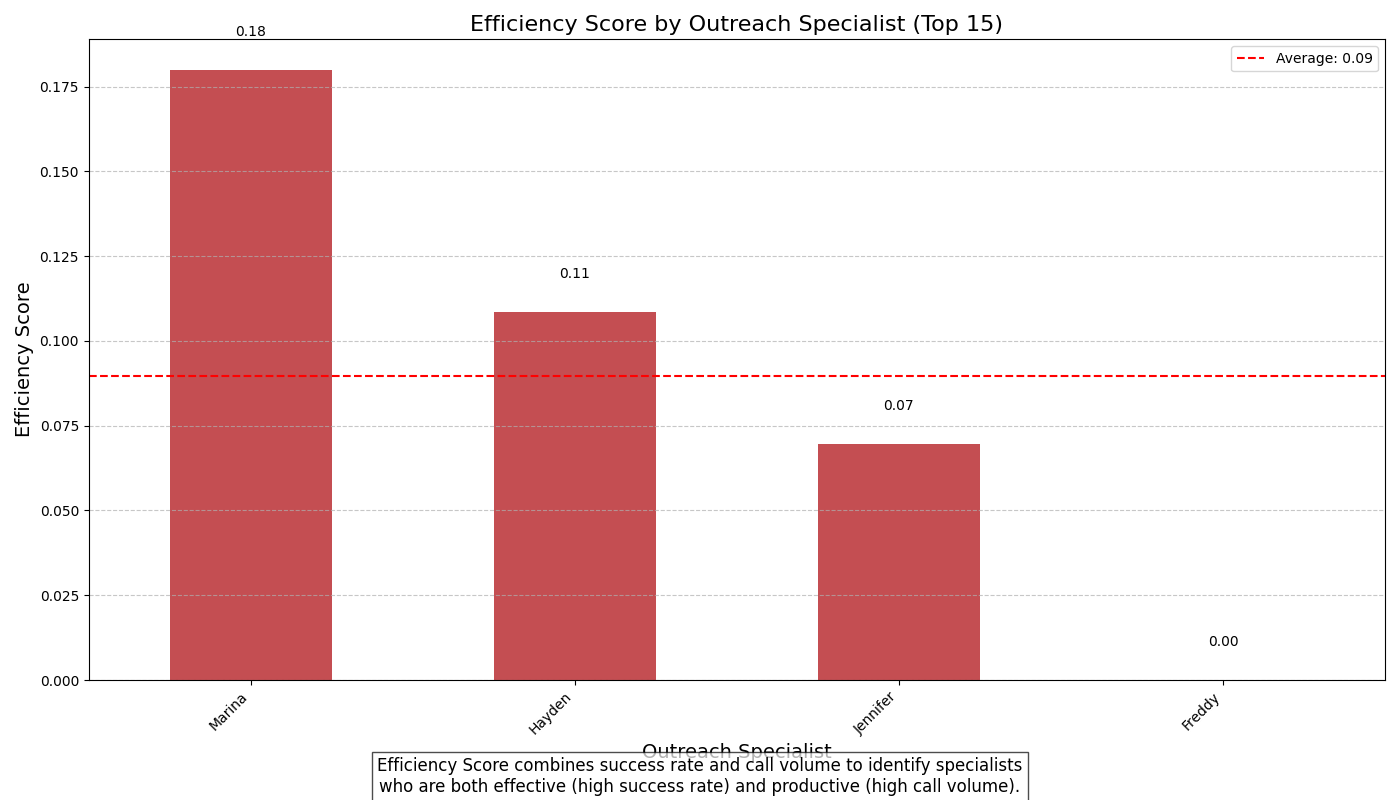 Efficiency Score by Outreach Specialist (Top 15)
0.18
Average: 0.09
0.175
0.150
0.125
0.11
0.100
0.07
0.075
0.050
0.025
0.00
0.000
Efficiency Score
Marina
Hayden
Jennifer
Freddy
Outreach Specialist
Efficiency Score combines success rate and call volume to identify specialists
who are both effective (high success rate) and productive (high call volume).